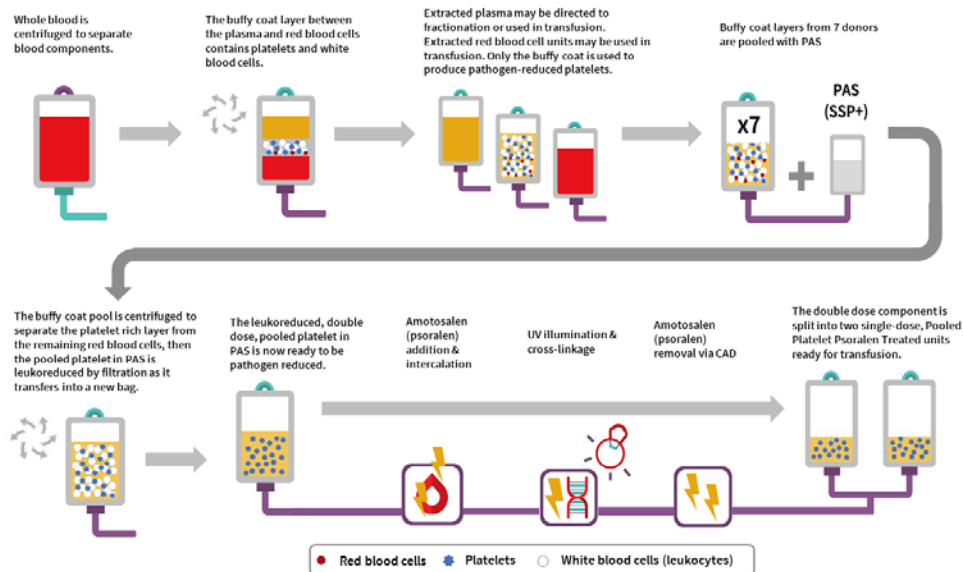 Whole blood is
centrifuged to separate
blood components.
The buffy coat layer between
the plasma and red blood cells
contains platelets and white
blood cells.
Extracted plasma may be directed to
fractionation or used in transfusion.
Extracted red blood cell units may be used in
transfusion. Only the buffy coat is used to
produce pathogen-reduced platelets.
Buffy coat layers from 7 donors
are pooled with PAS
x7
PAS
(SSP+)
The buffy coat pool is centrifuged to
separate the platelet rich layer from
the remaining red blood cells, then
the pooled platelet in PAS is
leukoreduced by filtration as it
transfers into a new bag.
The leukoreduced, double
dose, pooled platelet in
PAS is now ready to be
pathogen reduced.
Amotosalen
(psoralen)
addition &
intercalation
UV illumination &
cross-linkage
Amotosalen
(psoralen)
removal via CAD
The double dose component is
split into two single-dose, Pooled
Platelet Psoralen Treated units
ready for transfusion.
Red blood cells Platelets White blood cells (leukocytes)